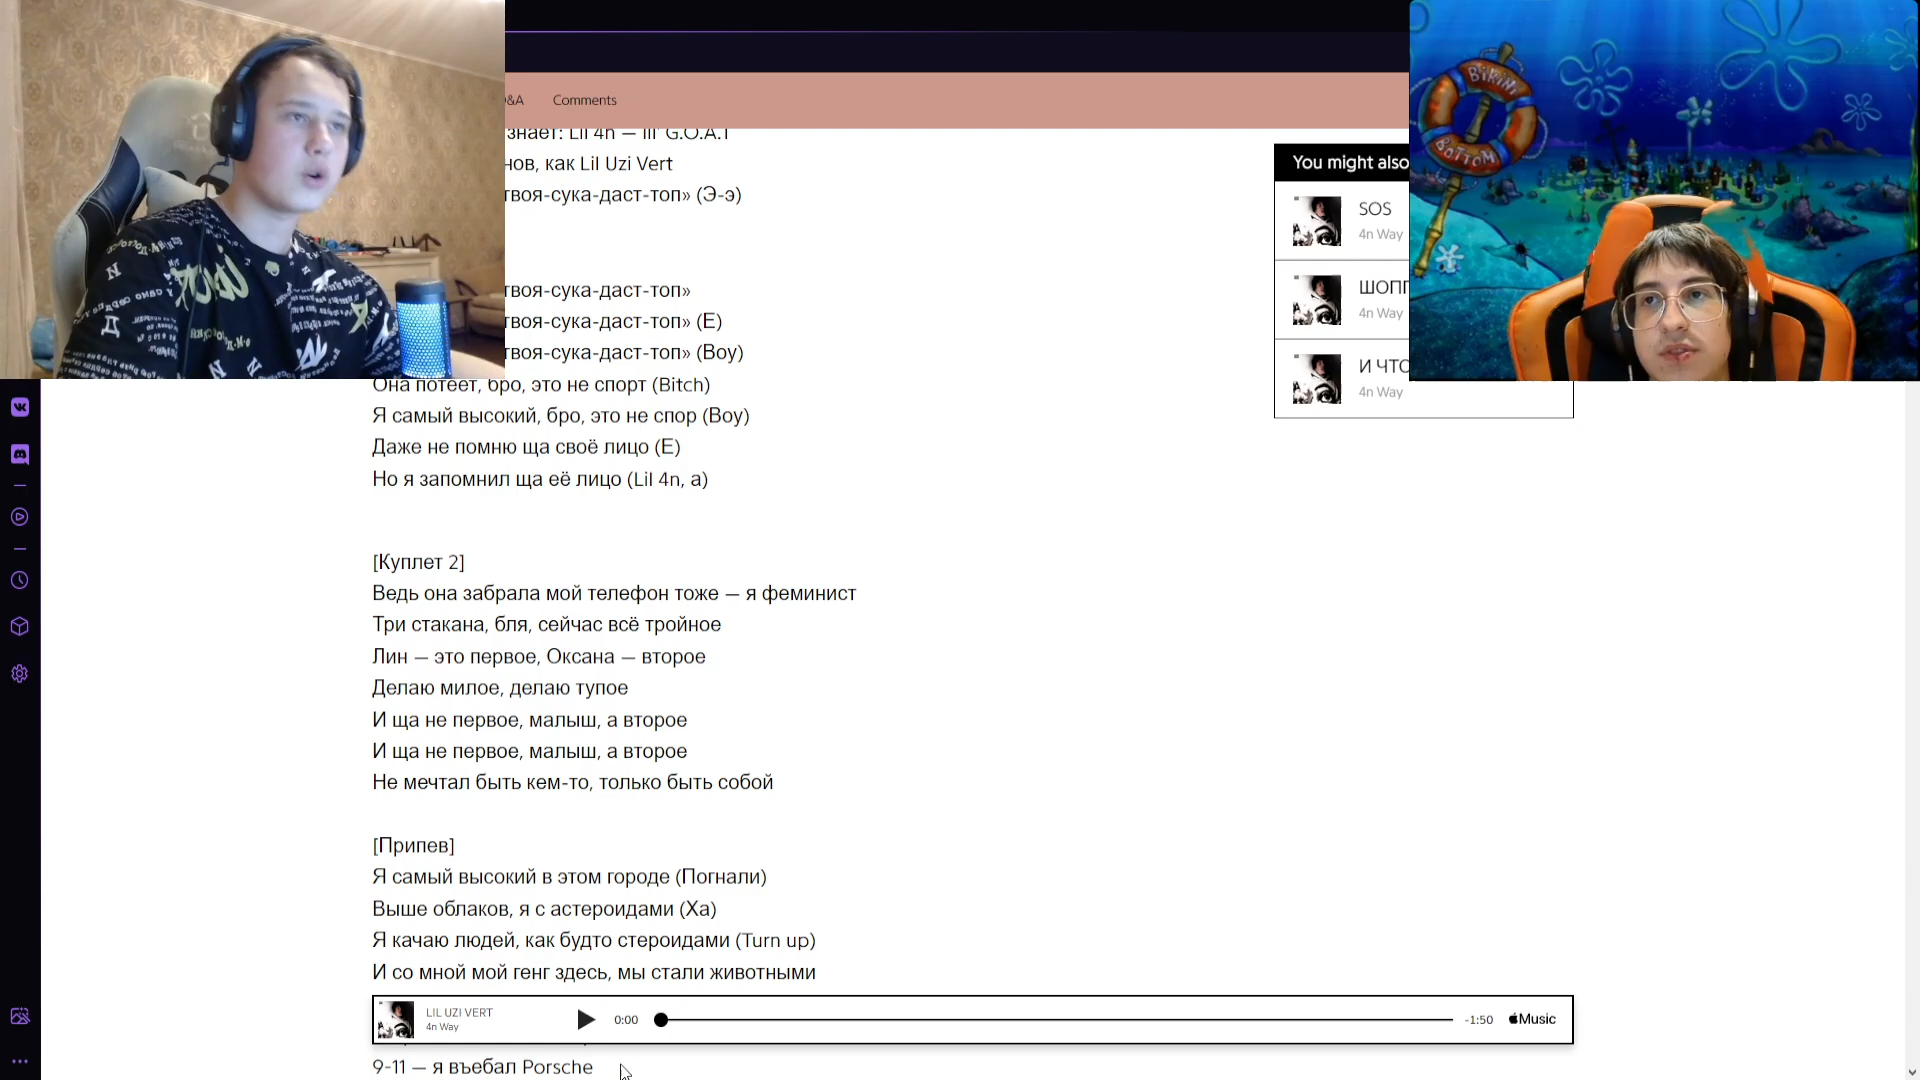 Q&A Comments
знает: Lil 4n — lil' G.O.A.T
нов, как Lil Uzi Vert
твоя-сука-даст-топ» (Э-э)
твоя-сука-даст-топ»
твоя-сука-даст-топ» (Е)
твоя-сука-даст-топ» (Boy)
Она потеет, бро, это не спорт (Bitch)
Я самый высокий, бро, это не спор (Boy)
Даже не помню ща своё лицо (Е)
Но я запомнил ща её лицо (Lil 4n, а)
[Куплет 2]
Ведь она забрала мой телефон тоже — я феминист
Три стакана, бля, сейчас всё тройное
Лин — это первое, Оксана — второе
Делаю милое, делаю тупое
И ща не первое, малыш, а второе
И ща не первое, малыш, а второе
Не мечтал быть кем-то, только быть собой
[Припев]
Я самый высокий в этом городе (Погнали)
Выше облаков, я с астероидами (Ха)
Я качаю людей, как будто стероидами (Turn up)
И со мной мой генг здесь, мы стали животными
LIL UZI VERT
4n Way
0:00
-1:50
Music
9-11 — я въебал Porsche
You might also
SOS
4n Way
ШОПП
4n Way
И ЧТО
4n Way
BIKINI
BOTTOM